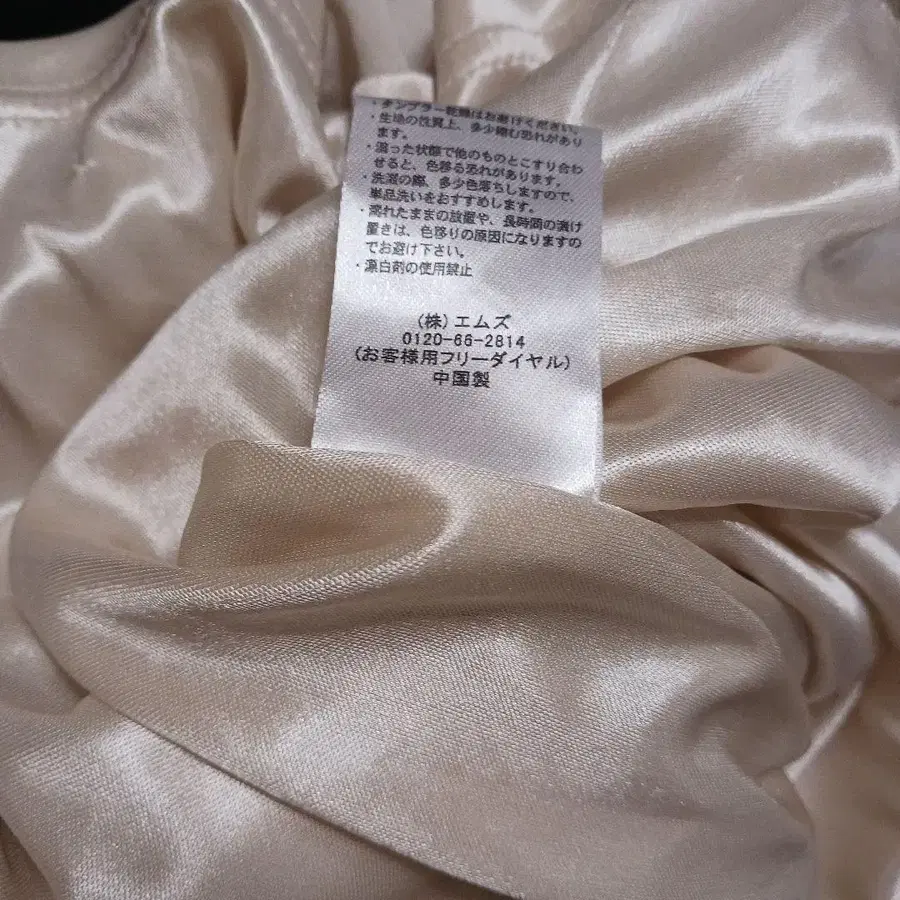 ・タンブラー乾燥はお避けください。
・生地の性質上、多少縮む恐れがあり
ます。
・湿った状態で他のものとこすり合わ
せると、色移る恐れがあります。
・洗濯の際、多少色落ちしますので、
単品洗いをおすすめします。
・濡れたままの放置や、長時間の漬け
置きは、色移りの原因になりますの
でお避け下さい。
・漂白剤の使用禁止
(株)エムズ
0120-66-2814
(お客様用フリーダイヤル)
中国製